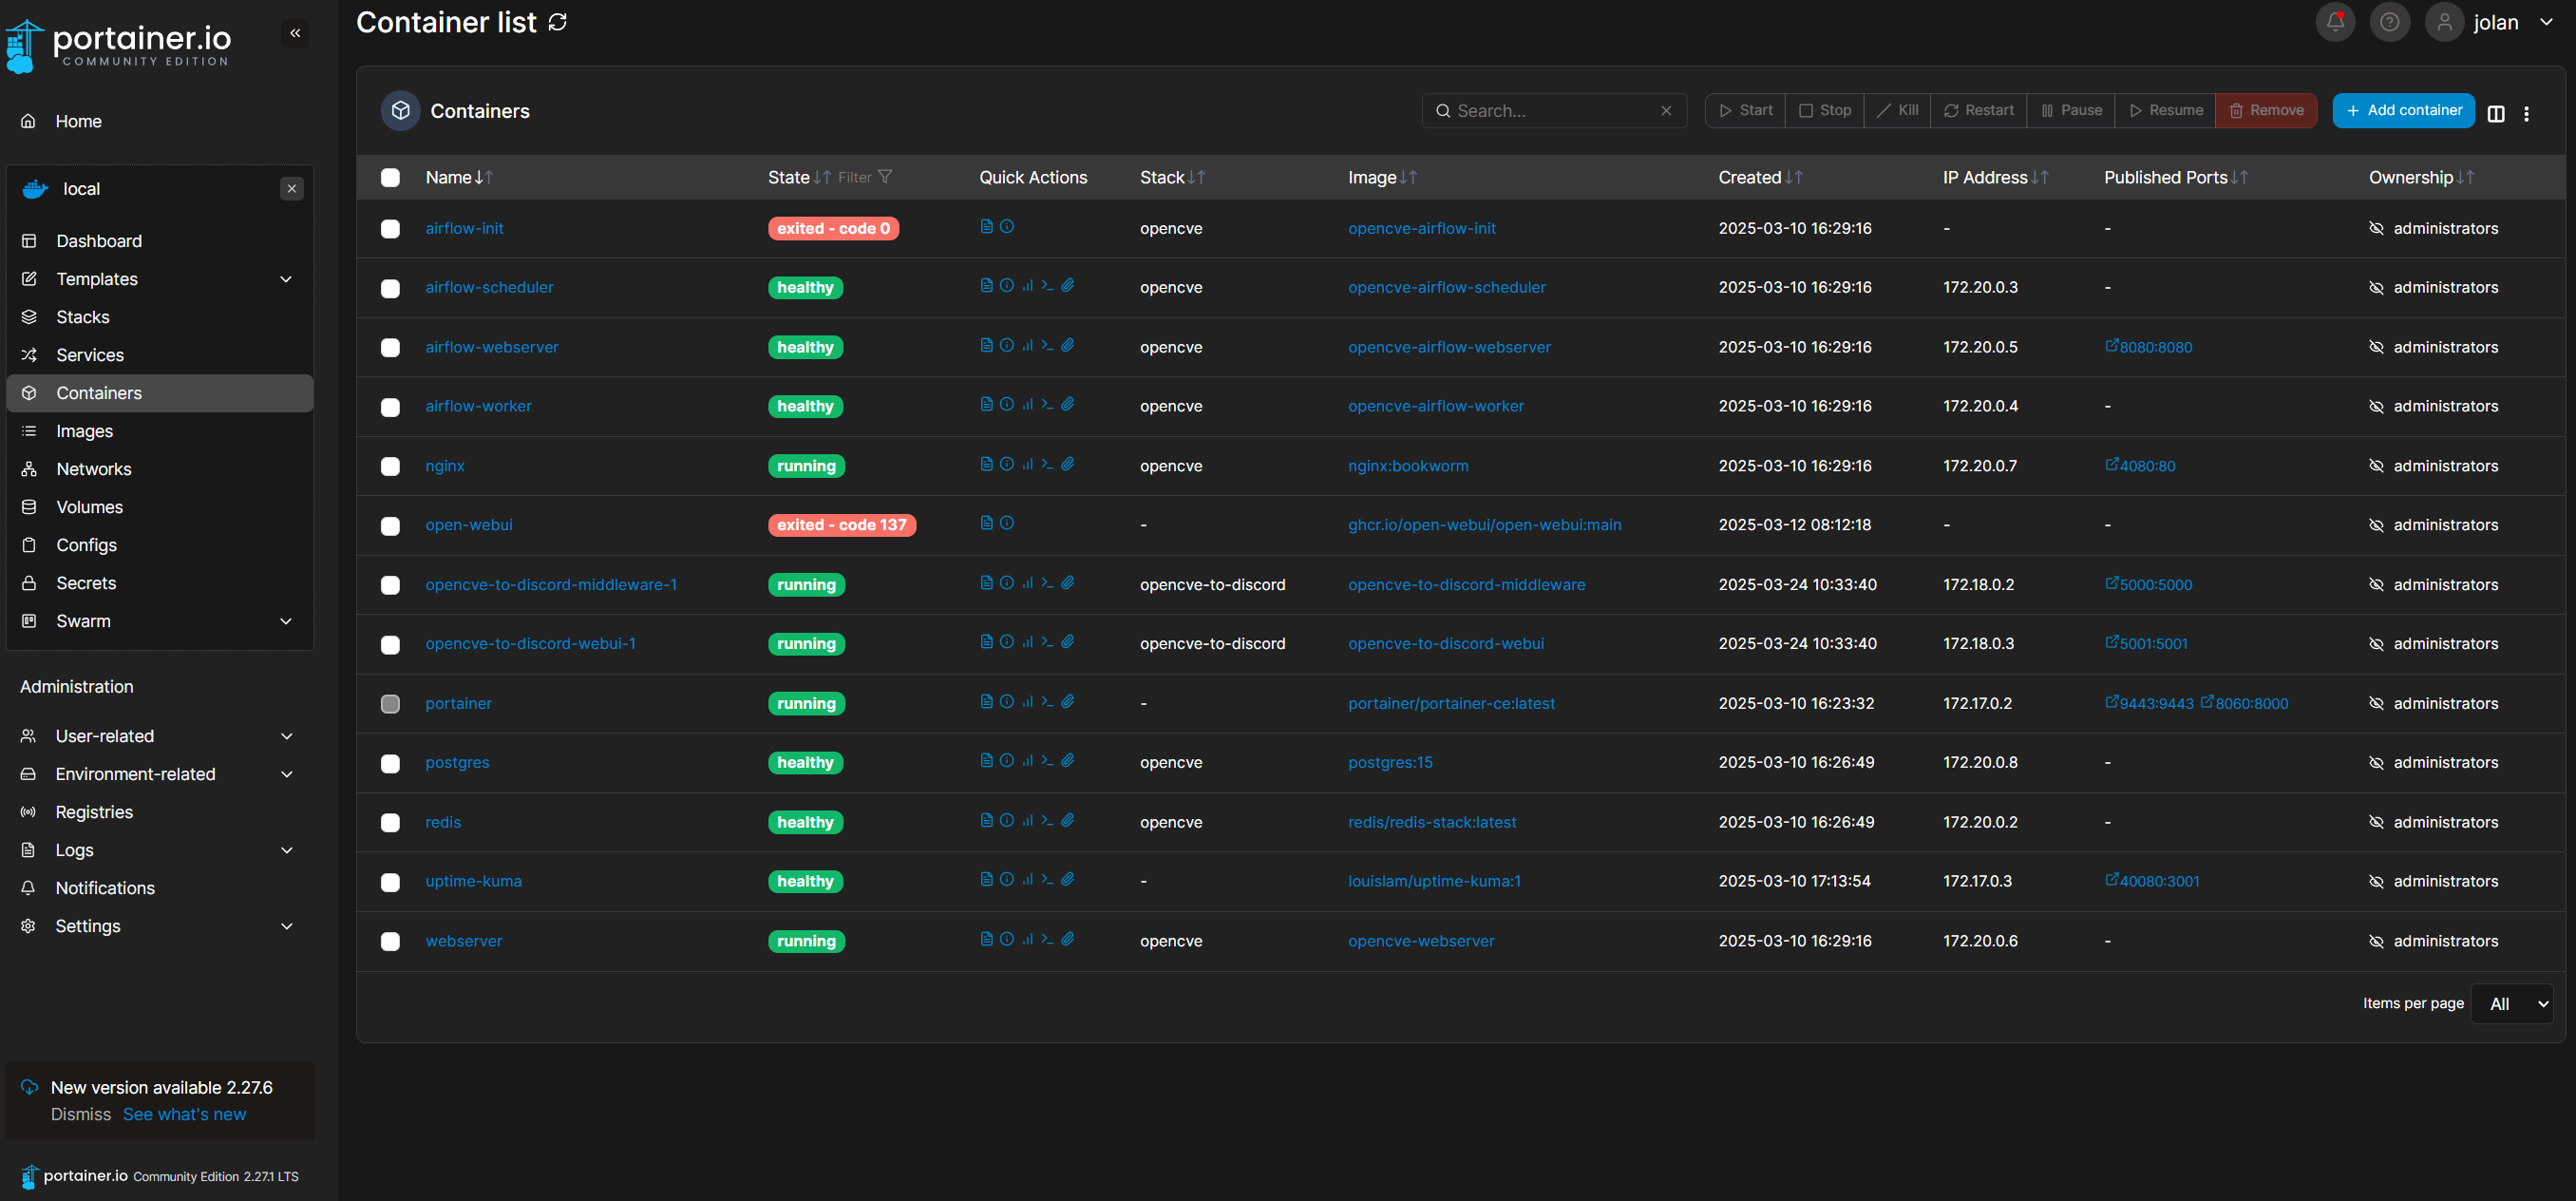 portainer.io
COMMUNITY EDITION
Home
local
Dashboard
Templates
Stacks
Services
Containers
Images
Networks
Volumes
Configs
Secrets
Swarm
Administration
User-related
Environment-related
Registries
Logs
Notifications
Settings
New version available 2.27.6
Dismiss See what's new
portainer.io Community Edition 2.27.1 LTS
Container list
jolan
Containers
Search...
Start Stop Kill Restart Pause Resume Remove
Add container
Name State Filter Quick Actions Stack Image Created IP Address Published Ports Ownership
airflow-init exited - code 0 opencve opencve-airflow-init 2025-03-10 16:29:16 - - administrators
airflow-scheduler healthy opencve opencve-airflow-scheduler 2025-03-10 16:29:16 172.20.0.3 - administrators
airflow-webserver healthy opencve opencve-airflow-webserver 2025-03-10 16:29:16 172.20.0.5 8080:8080 administrators
airflow-worker healthy opencve opencve-airflow-worker 2025-03-10 16:29:16 172.20.0.4 - administrators
nginx running opencve nginx:bookworm 2025-03-10 16:29:16 172.20.0.7 4080:80 administrators
open-webui exited - code 137 - ghcr.io/open-webui/open-webui:main 2025-03-12 08:12:18 - - administrators
opencve-to-discord-middleware-1 running opencve-to-discord opencve-to-discord-middleware 2025-03-24 10:33:40 172.18.0.2 5000:5000 administrators
opencve-to-discord-webui-1 running opencve-to-discord opencve-to-discord-webui 2025-03-24 10:33:40 172.18.0.3 5001:5001 administrators
portainer running - portainer/portainer-ce:latest 2025-03-10 16:23:32 172.17.0.2 9443:9443 8060:8000 administrators
postgres healthy opencve postgres:15 2025-03-10 16:26:49 172.20.0.8 - administrators
redis healthy opencve redis/redis-stack:latest 2025-03-10 16:26:49 172.20.0.2 - administrators
uptime-kuma healthy - louislam/uptime-kuma:1 2025-03-10 17:13:54 172.17.0.3 40080:3001 administrators
webserver running opencve opencve-webserver 2025-03-10 16:29:16 172.20.0.6 - administrators
Items per page All